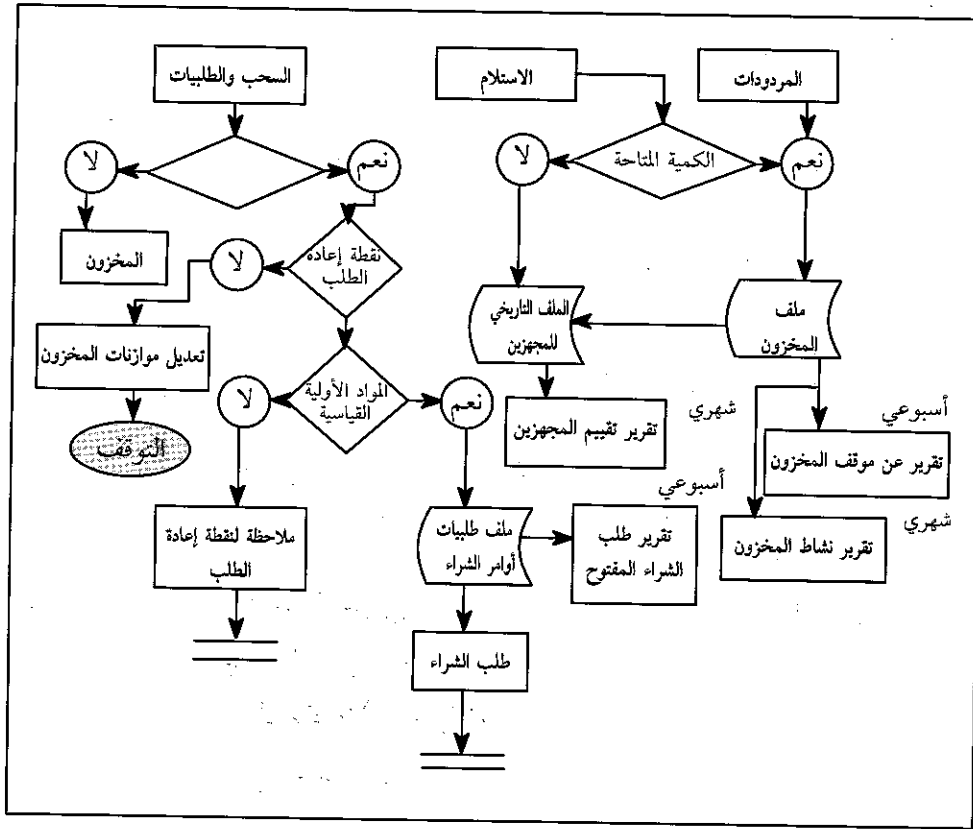 المردودات
الاستلام
السحب والطلبيات
نعم
الكمية المتاحة
لا
نعم
لا
المخزون
نقطة إعادة
الطلب
لا
ملف
المخزون
الملف التاريخي
للمجهزين
تعديل موازنات المخزون
التوقف
المواد الأولية
القياسية
نعم
لا
شهري
تقرير تقييم المجهزين
أسبوعي
تقرير عن موقف المخزون
شهري
تقرير نشاط المخزون
أسبوعي
تقرير طلب
الشراء المفتوح
ملف طلبيات
أوامر الشراء
ملاحظة لنقطة إعادة
الطلب
طلب الشراء